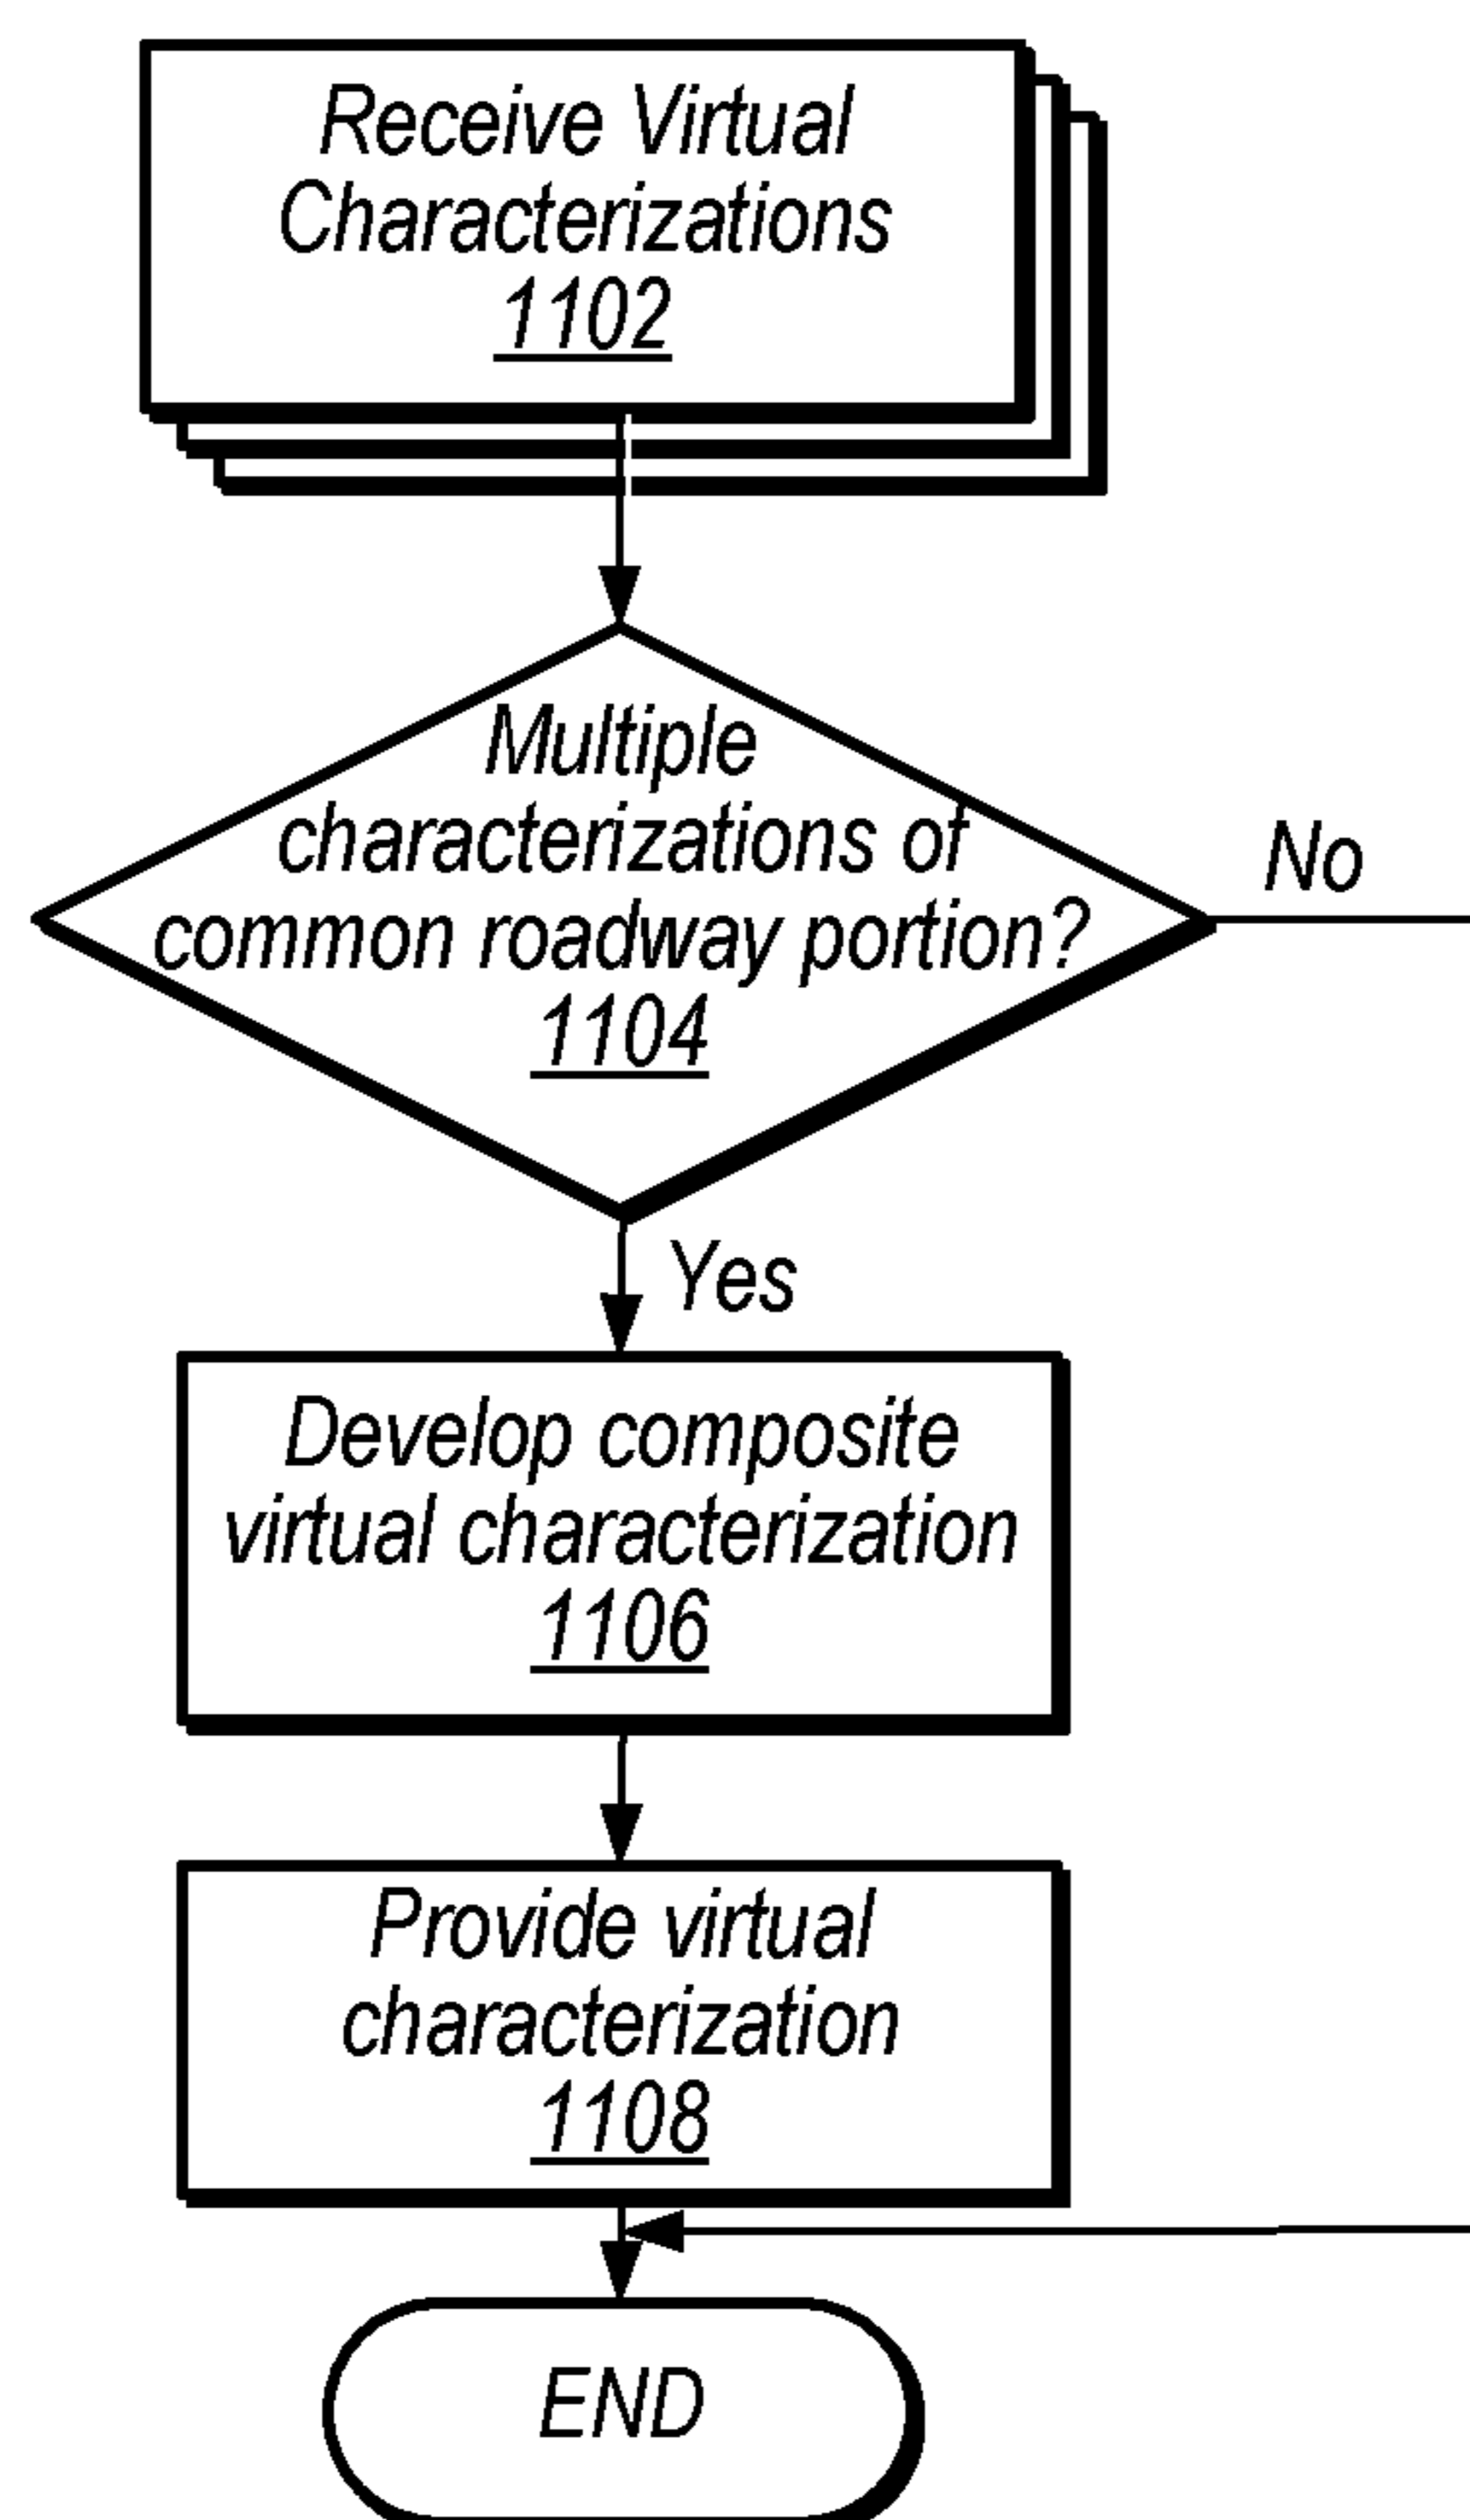 Receive Virtual
Characterizations
1102
Multiple
characterizations of
common roadway portion?
1104
No
Yes
Develop composite
virtual characterization
1106
Provide virtual
characterization
1108
END